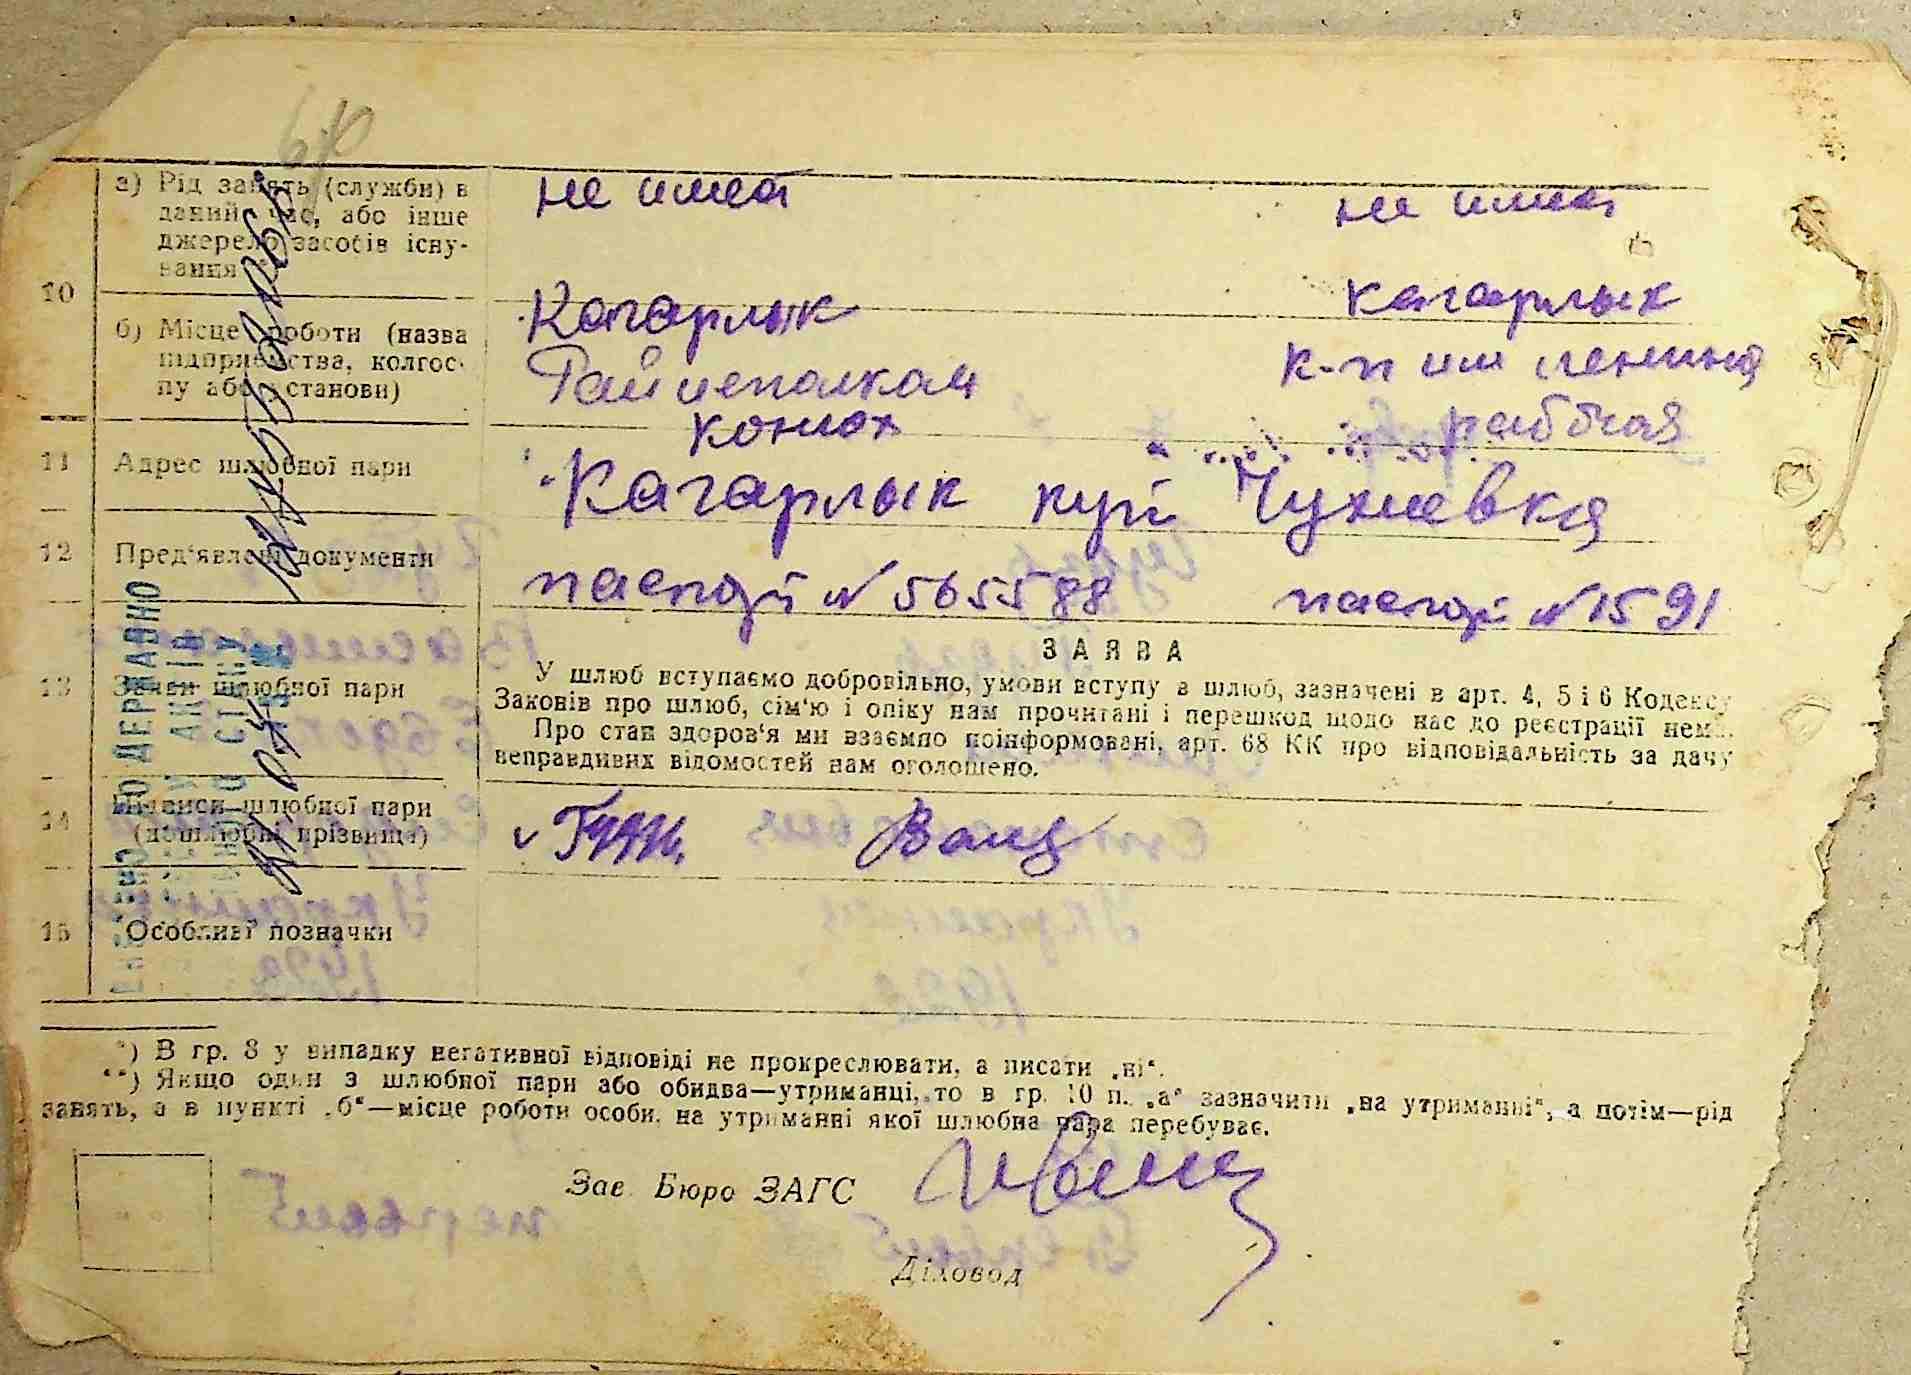 10
а) Рід занять (служби) в
даний час, або інше
джерело засобів існу-
вання
не имеет
не имеет
б) Місце роботи (назва
підприємства, колгос-
пу або установи)
Кагарлык
кагарлык
к-п им ленина
конюх
рабочая
11
Адрес шлюбної пари
Кагарлык
12
Пред'явлені документи
паспорт № 565588
паспорт № 1591
13
Заяви шлюбної пари
ЗАЯВА
У шлюб вступаємо добровільно, умови вступу в шлюб, зазначені в арт. 4, 5 і 6 Кодексу
Законів про шлюб, сім'ю і опіку нам прочитані і перешкод щодо нас до реєстрації нема.
Про стан здоров'я ми взаємно поінформовані, арт. 68 КК про відповідальність за дачу
неправдивих відомостей нам оголошено.
14
Підписи шлюбної пари
(дошлюбні прізвища)
15
Особливі позначки
*) В гр. 8 у випадку негативної відповіді не прокреслювати, а писати „ні“.
**) Якщо один з шлюбної пари або обидва—утриманці, то в гр. 10 п. „а“ зазначити „на утриманні“, а потім—рід
занять, а в пункті „б“—місце роботи особи, на утриманні якої шлюбна пара перебуває.
Зав. Бюро ЗАГС
Діловод